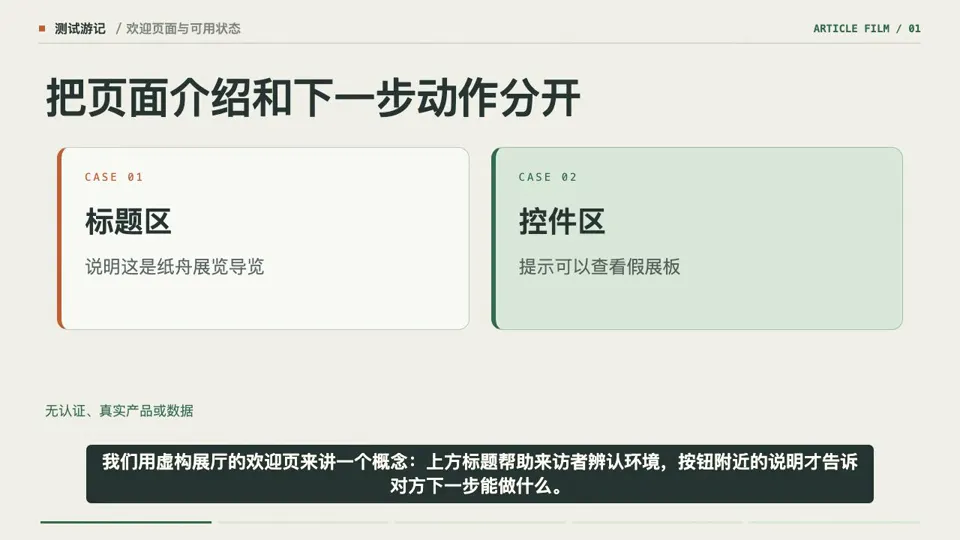 测试游记 / 欢迎页面与可用状态
ARTICLE FILM / 01
把页面介绍和下一步动作分开
CASE 01
标题区
说明这是纸舟展览导览
CASE 02
控件区
提示可以查看假展板
无认证、真实产品或数据
我们用虚构展厅的欢迎页来讲一个概念：上方标题帮助来访者辨认环境，按钮附近的说明才告诉
对方下一步能做什么。